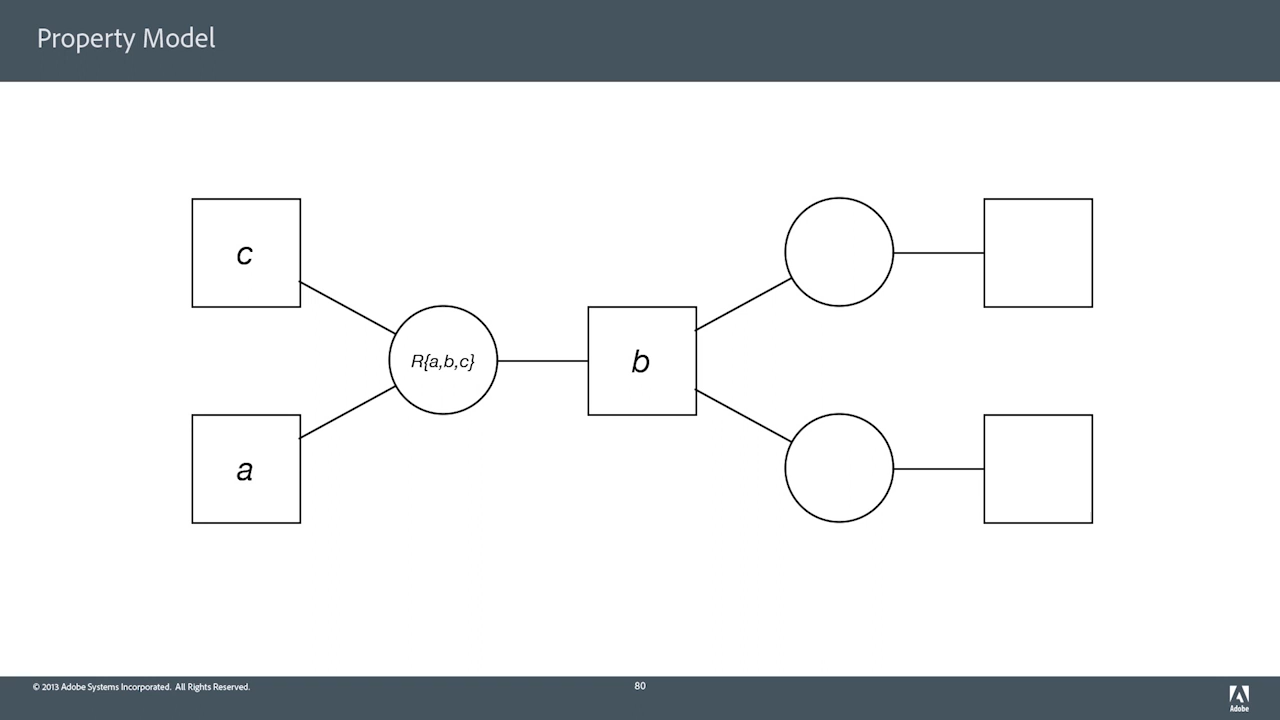 Property Model
c
R{a,b,c}
b
a
© 2013 Adobe Systems Incorporated. All Rights Reserved.
80
Adobe